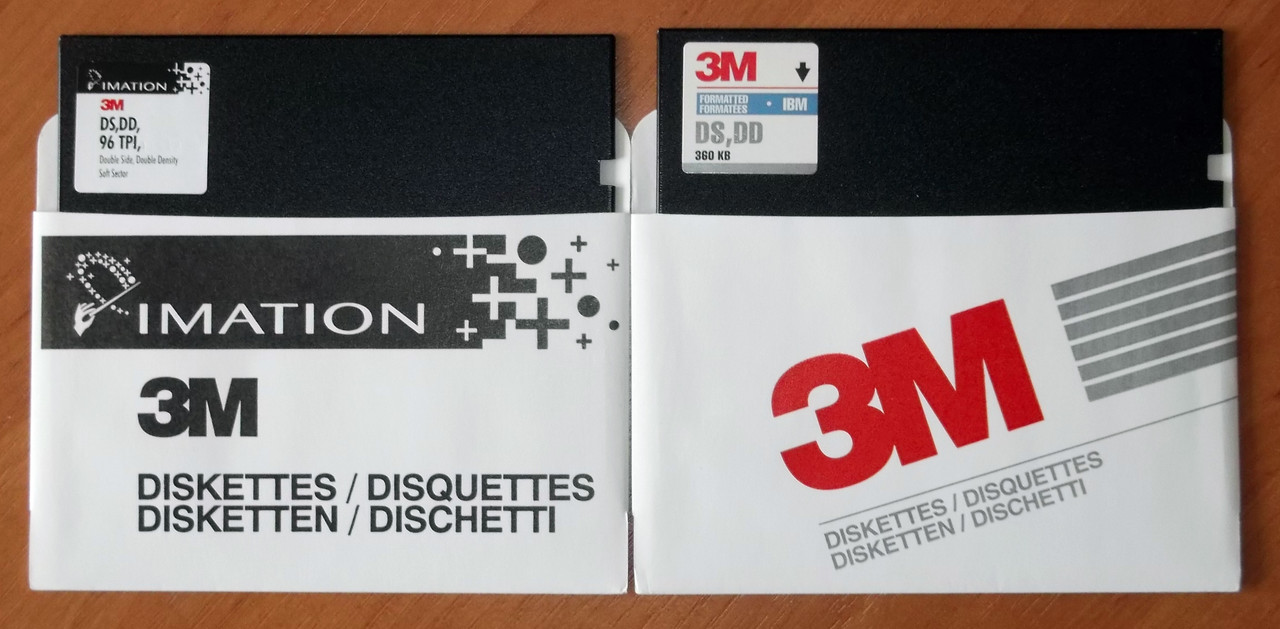 IMATION
3M
DS,DD,
96 TPI,
Double Side, Double Density
Soft Sector
IMATION
3M
DISKETTES / DISQUETTES
DISKETTEN / DISCHETTI
3M
FORMATTED
FORMATÉES
• IBM
DS,DD
360 KB
3M
DISKETTES / DISQUETTES
DISKETTEN / DISCHETTI